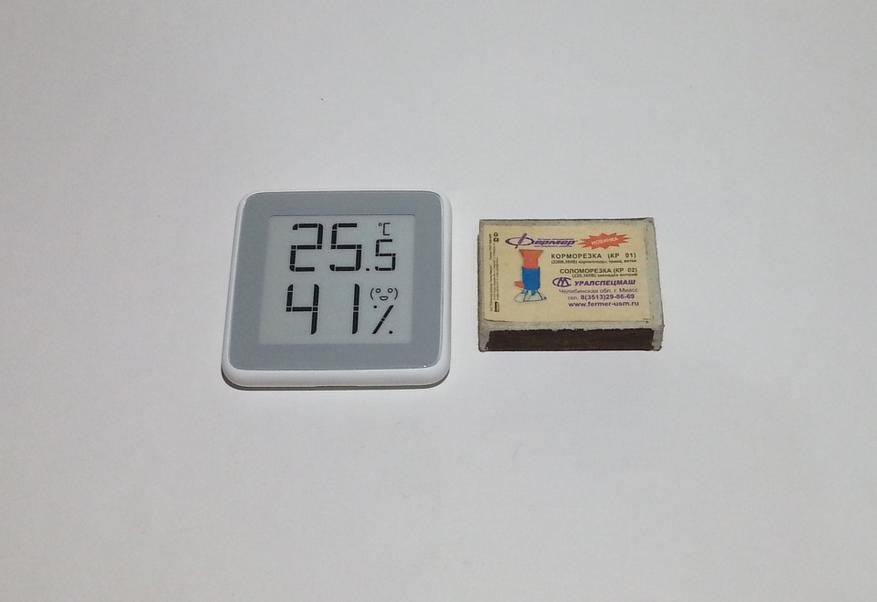 25.5 °C
41 %
Фермер
НОВИНКА
КОРМОРЕЗКА (КР 01)
СОЛОМОРЕЗКА (КР 02)
УРАЛСПЕЦМАШ
Челябинская обл. г. Миасс
тел. 8(3513)29-86-69
www.fermer-usm.ru